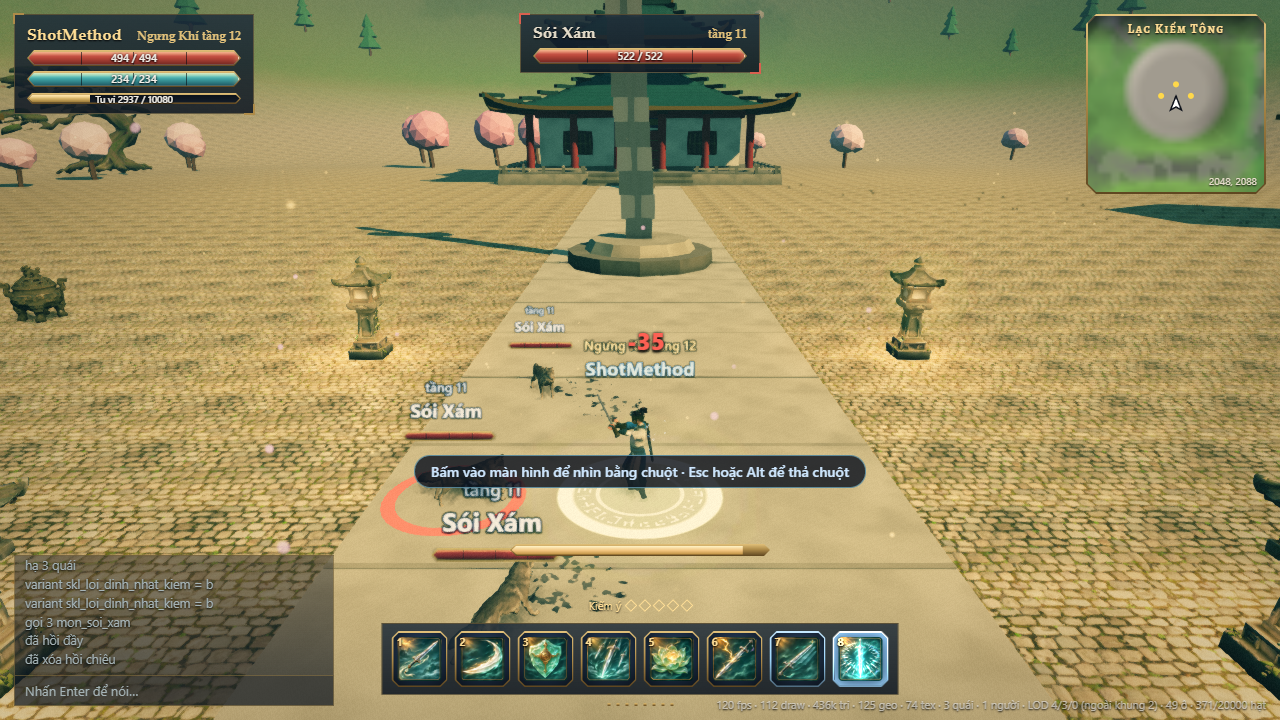 ShotMethod Ngưng Khí tầng 12
494 / 494
234 / 234
Tu vi 2937 / 10080
Sói Xám tầng 11
522 / 522
Lạc Kiếm Tông
2048, 2088
tầng 11
Sói Xám
Ngưng -35 ng 12
ShotMethod
tầng 11
Sói Xám
Bấm vào màn hình để nhìn bằng chuột · Esc hoặc Alt để thả chuột
tầng 11
Sói Xám
hạ 3 quái
variant skl_loi_dinh_nhat_kiem = b
variant skl_loi_dinh_nhat_kiem = b
gọi 3 mon_soi_xam
đã hồi đầy
đã xóa hồi chiêu
Nhấn Enter để nói...
Kiếm ý
1 2 3 4 5 6 7 8
120 fps · 112 draw · 436k tri · 125 geo · 74 tex · 3 quái · 1 người · LOD 4/370 (ngoài khung 2)